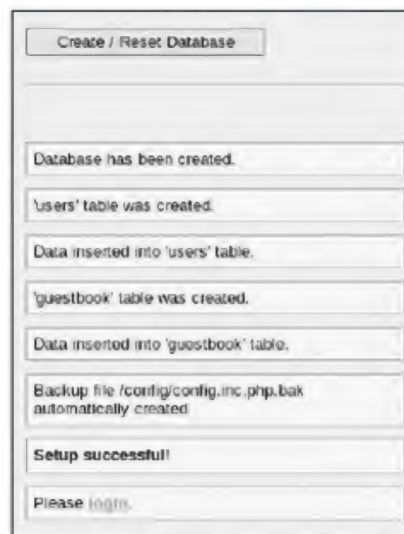 Create / Reset Database
Database has been created.
'users' table was created.
Data inserted into 'users' table.
'guestbook' table was created.
Data inserted into 'guestbook' table.
Backup file /config/config.inc.php.bak
automatically created
Setup successful!
Please login.